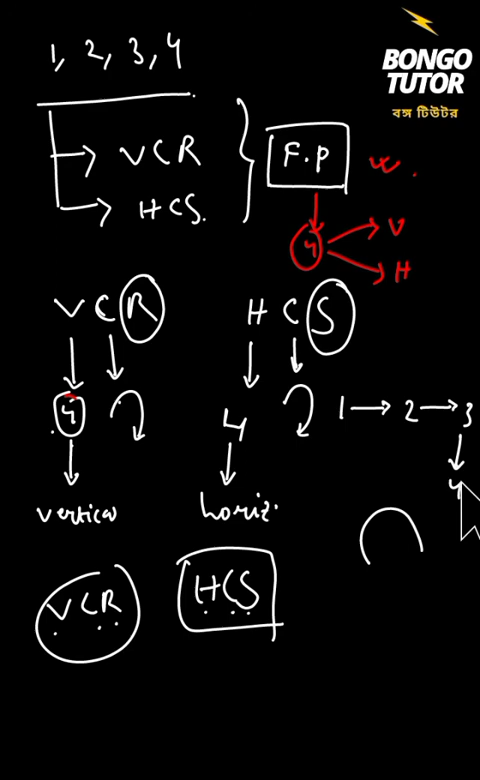 1, 2, 3, 4
BONGO
TUTOR
বঙ্গ টিউটর
VCR
F.P
HCS.
4
V
H
VCR
HCS
4
4
1 → 2 → 3
4
vertical
horiz.
VCR
HCS